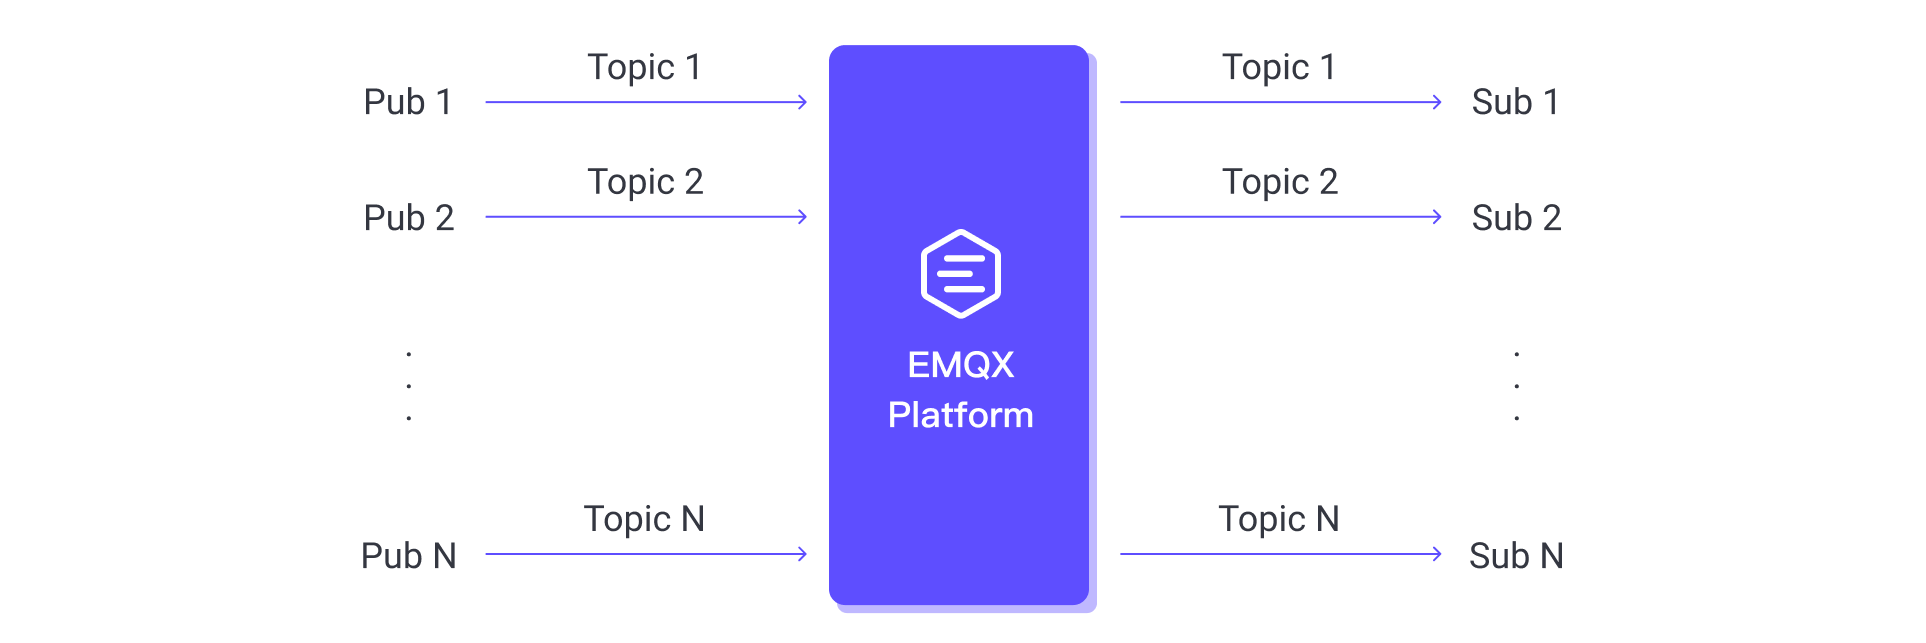 Topic 1
Topic 1
Pub 1
Sub 1
Topic 2
Topic 2
Pub 2
Sub 2
EMQX
Platform
Topic N
Topic N
Pub N
Sub N